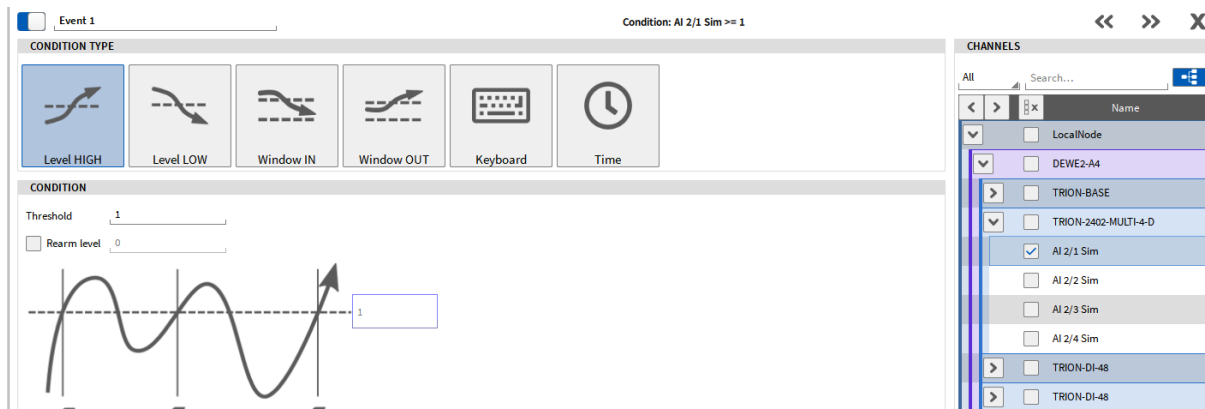 Event 1
Condition: AI 2/1 Sim >= 1
CONDITION TYPE
Level HIGH
Level LOW
Window IN
Window OUT
Keyboard
Time
CONDITION
Threshold 1
Rearm level 0
1
CHANNELS
All Search...
Name
LocalNode
DEWE2-A4
TRION-BASE
TRION-2402-MULTI-4-D
AI 2/1 Sim
AI 2/2 Sim
AI 2/3 Sim
AI 2/4 Sim
TRION-DI-48
TRION-DI-48